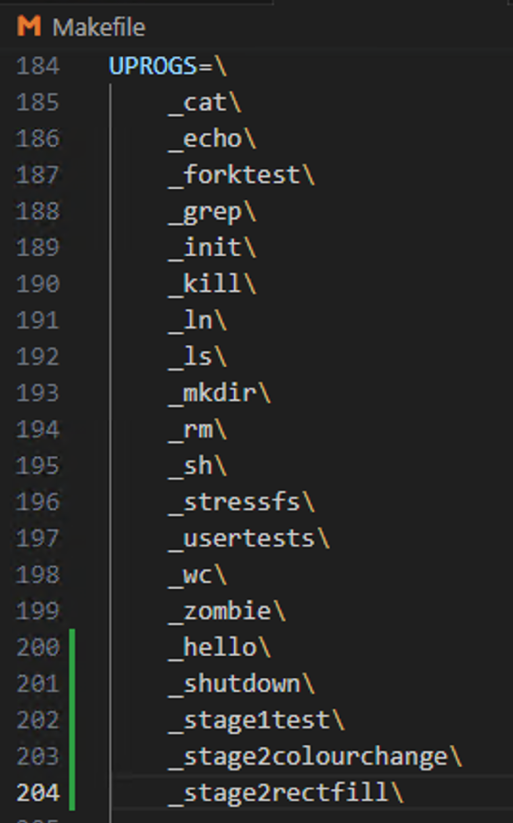 M Makefile
184 UPROGS=\
185 _cat\
186 _echo\
187 _forktest\
188 _grep\
189 _init\
190 _kill\
191 _ln\
192 _ls\
193 _mkdir\
194 _rm\
195 _sh\
196 _stressfs\
197 _usertests\
198 _wc\
199 _zombie\
200 _hello\
201 _shutdown\
202 _stage1test\
203 _stage2colourchange\
204 _stage2rectfill\